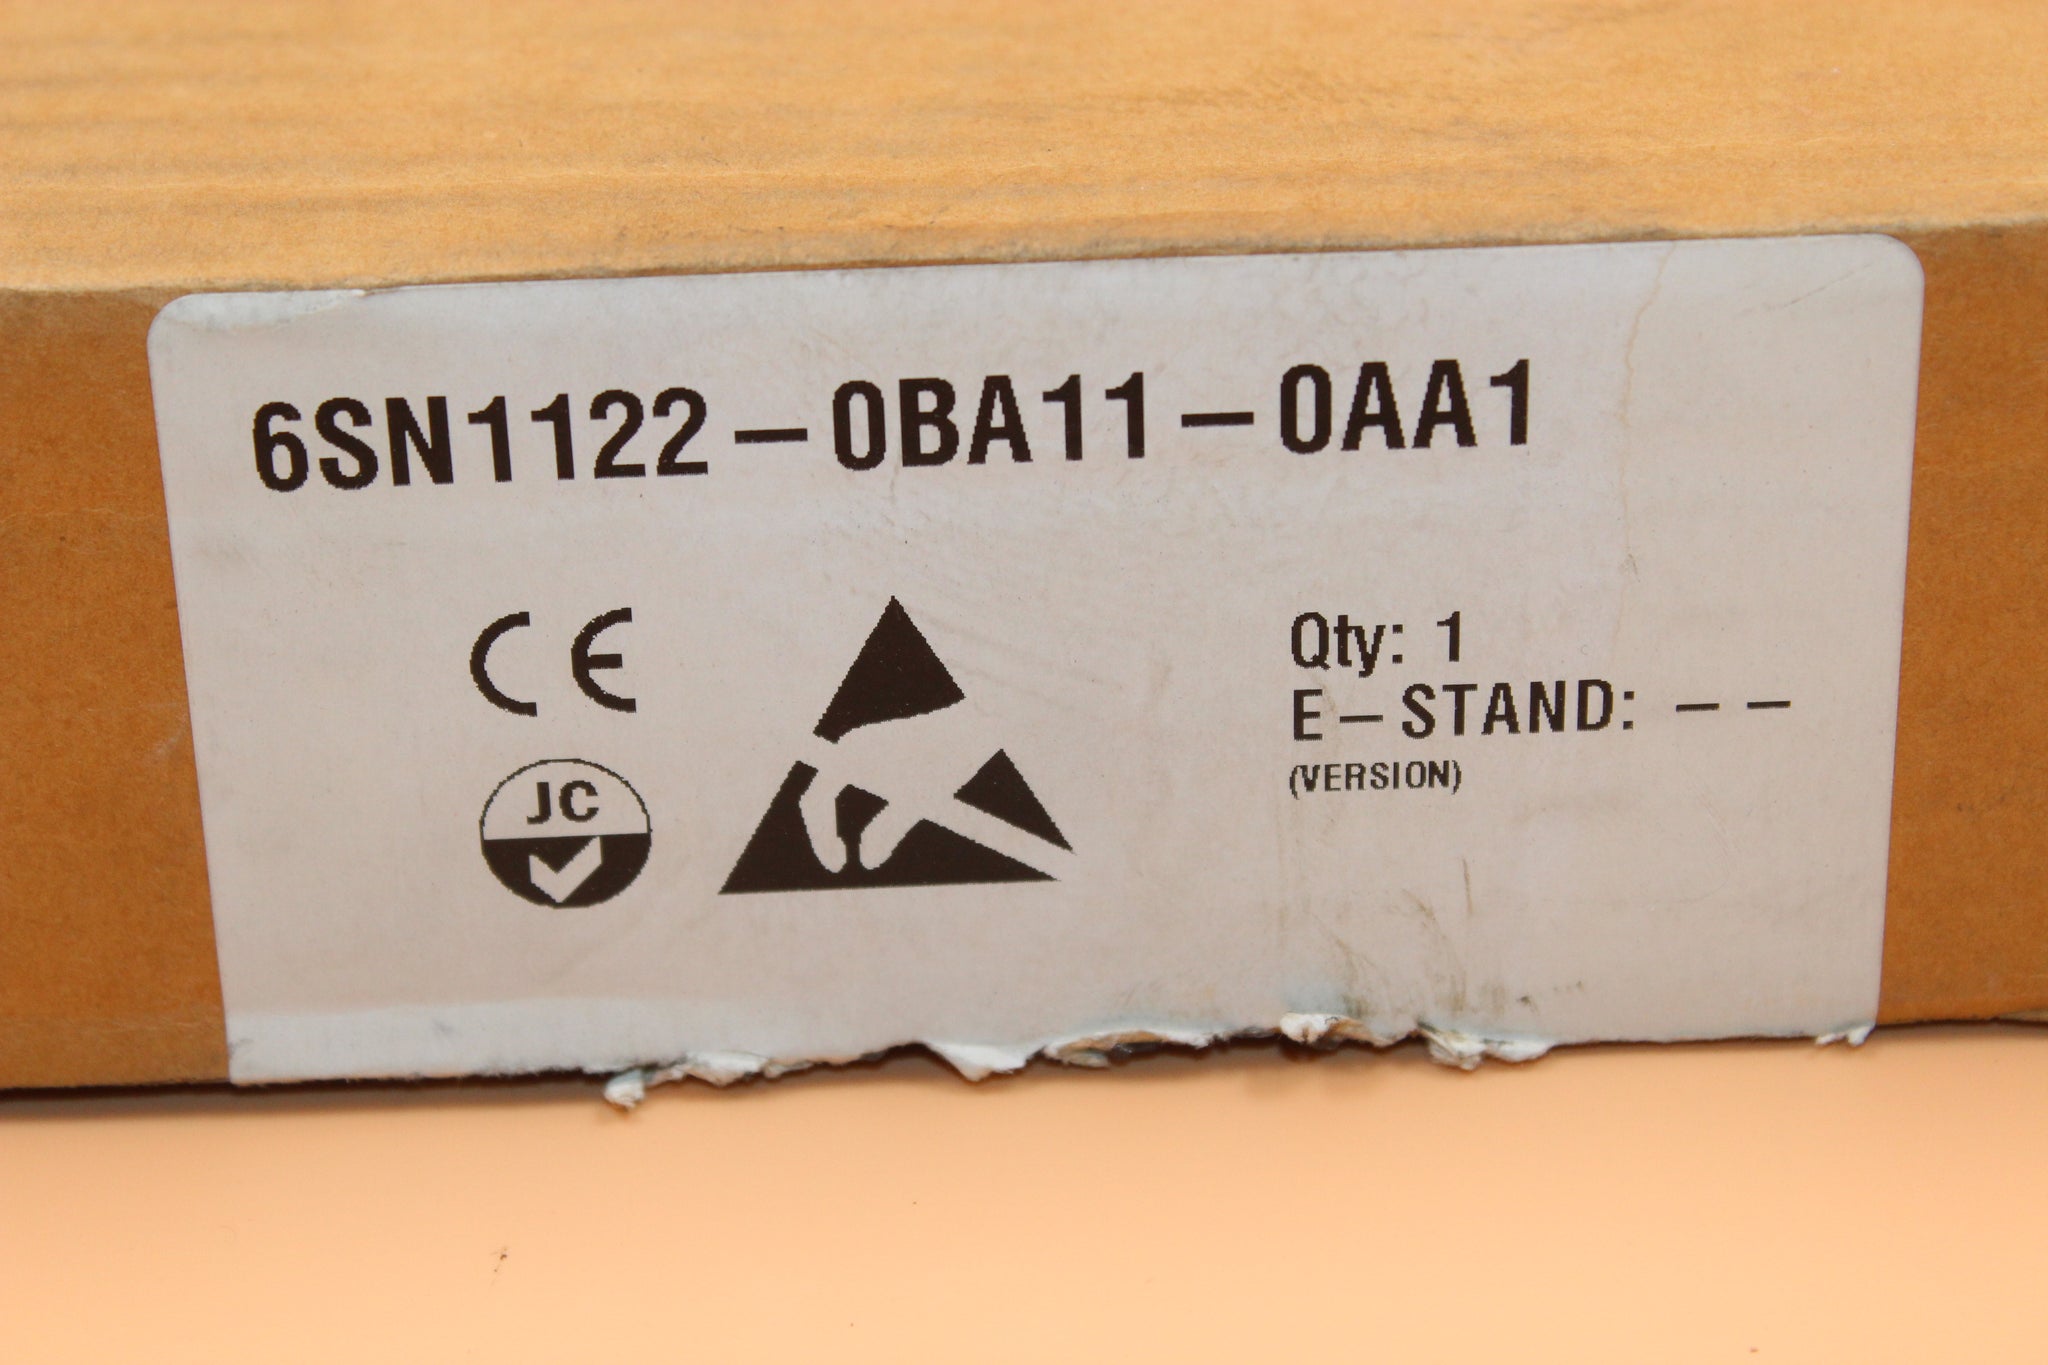 6SN1122-0BA11-0AA1
CE
JC
Qty: 1
E-STAND: --
(VERSION)